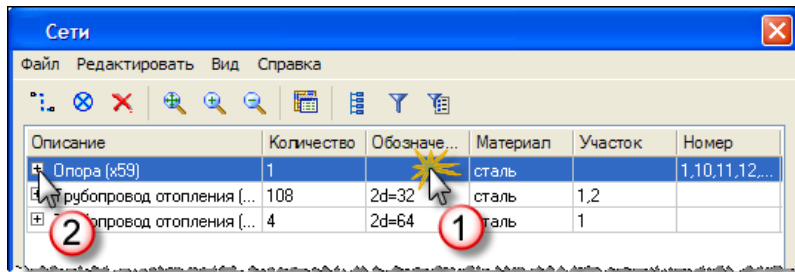 Сети
Файл Редактировать Вид Справка
Описание Количество Обозначе... Материал Участок Номер
Опора (x59) 1 сталь 1,10,11,12,...
Трубопровод отопления (... 108 2d=32 сталь 1,2
опровод отопления (... 4 2d=64 сталь 1
1
2